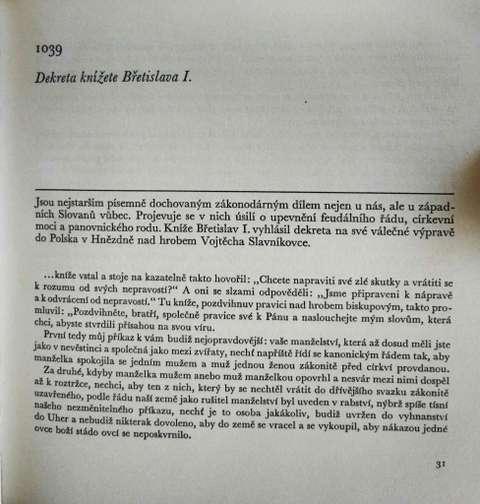 1039
Dekreta knížete Břetislava I.
Jsou nejstarším písemně dochovaným zákonodárným dílem nejen u nás, ale u západ-
ních Slovanů vůbec. Projevuje se v nich úsilí o upevnění feudálního řádu, církevní
moci a panovnického rodu. Kníže Břetislav I. vyhlásil dekreta na své válečné výpravě
do Polska v Hnězdně nad hrobem Vojtěcha Slavníkovce.
…kníže vstal a stoje na kazatelně takto hovořil: „Chcete napraviti své zlé skutky a vrátiti se
k rozumu od svých nepravostí?“ A oni se slzami odpověděli: „Jsme připraveni k nápravě
a k odvrácení od nepravostí.“ Tu kníže, pozdvihnuv pravici nad hrobem biskupovým, takto pro-
mluvil: „Pozdvihněte, bratří, společně pravice své k Pánu a naslouchejte mým slovům, která
chci, abyste stvrdili přísahou na svou víru.
První tedy můj příkaz k vám budiž nejopravdovější: vaše manželství, která až dosud měli jste
jako v nevěstinci a společná jako mezi zvířaty, nechť napříště řídí se kanonickým řádem tak, aby
manželka spokojila se jedním mužem a muž jednou ženou zákonitě před církví provdanou.
Za druhé, kdyby manželka mužem anebo muž manželkou opovrhl a nesvár mezi nimi dospěl
až k roztržce, nechci, aby ten z nich, který by se nechtěl vrátit do dřívějšího svazku zákonitě
uzavřeného, podle řádu naší země jako rušitel manželství byl uveden v rabství, nýbrž spíše tísní
našeho nezměnitelného příkazu, nechť je to osoba jakákoliv, budiž uvržen do vyhnanství
do Uher a nebudiž nikterak dovoleno, aby do země se vracel a se vykoupil, aby nákazou jedné
ovce boží stádo ovcí se neposkvrnilo.
31